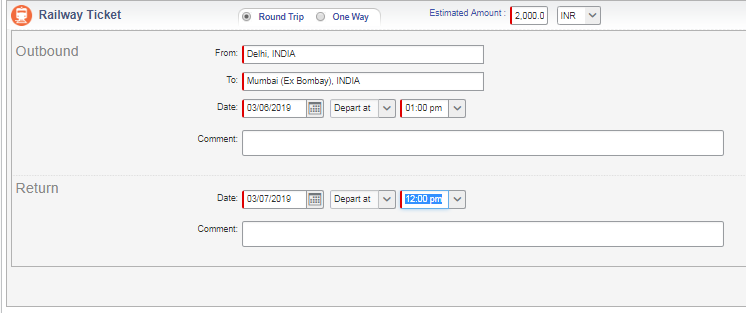 Railway Ticket Round Trip One Way Estimated Amount : 2,000.0 INR
Outbound From: Delhi, INDIA
To: Mumbai (Ex Bombay), INDIA
Date: 03/06/2019 Depart at 01:00 pm
Comment:
Return
Date: 03/07/2019 Depart at 12:00 pm
Comment: